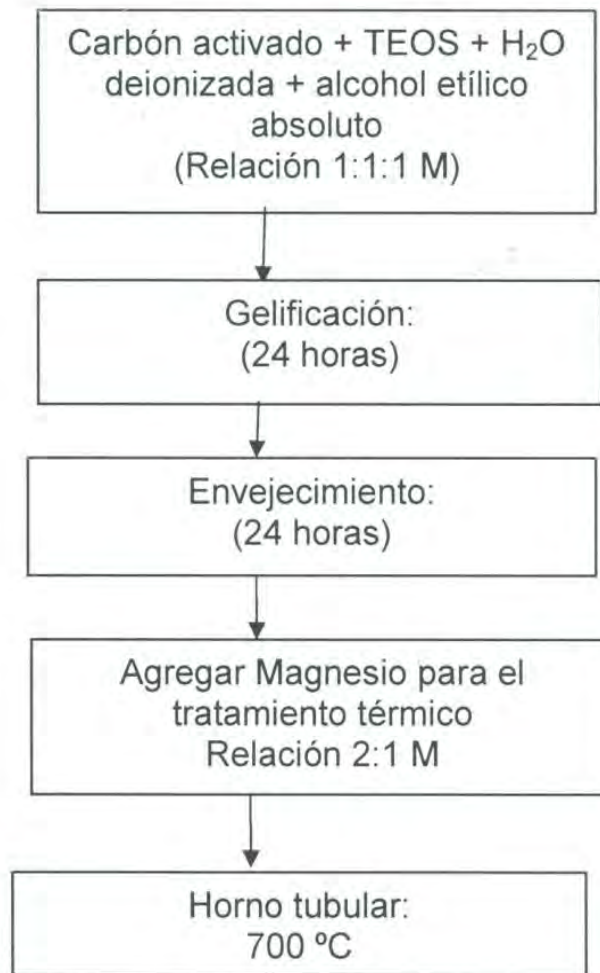 Carbón activado + TEOS + H₂O
deionizada + alcohol etílico
absoluto
(Relación 1:1:1 M)
Gelificación:
(24 horas)
Envejecimiento:
(24 horas)
Agregar Magnesio para el
tratamiento térmico
Relación 2:1 M
Horno tubular:
700 ºC